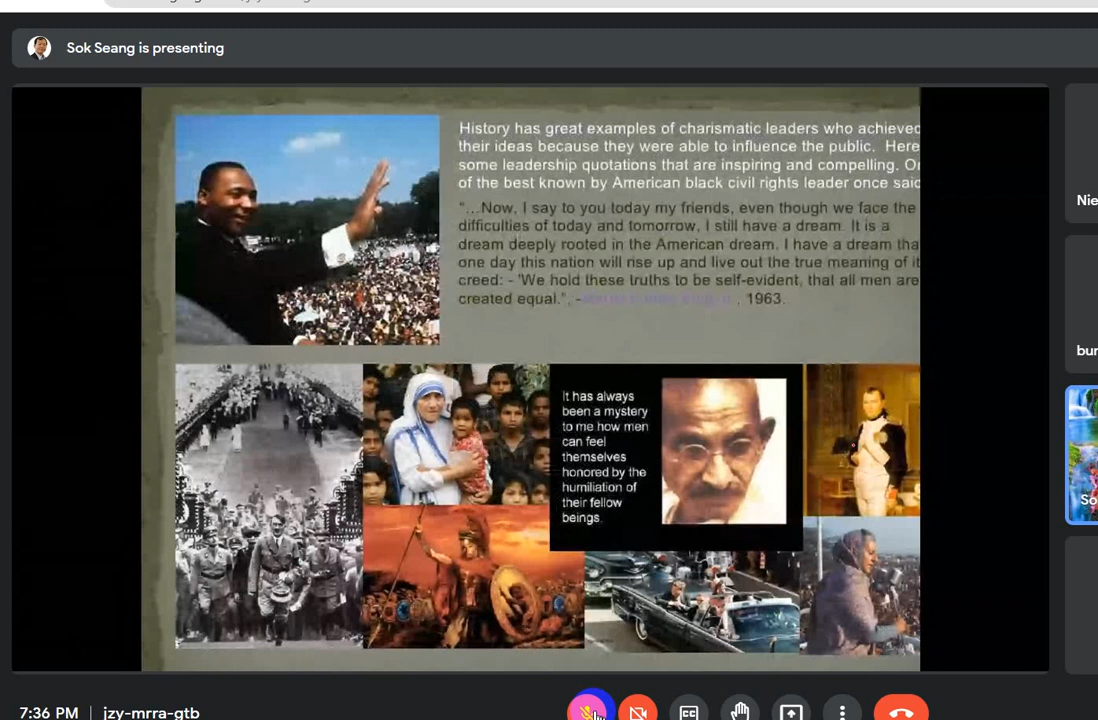 Sok Seang is presenting
History has great examples of charismatic leaders who achieved
their ideas because they were able to influence the public. Here
some leadership quotations that are inspiring and compelling. On
of the best known by American black civil rights leader once said
"…Now, I say to you today my friends, even though we face the
difficulties of today and tomorrow, I still have a dream. It is a
dream deeply rooted in the American dream. I have a dream tha
one day this nation will rise up and live out the true meaning of it
creed: - 'We hold these truths to be self-evident, that all men are
created equal.", - , 1963.
It has always
been a mystery
to me how men
can feel
themselves
honored by the
humiliation of
their fellow
beings.
Nie
bur
So
7:36 PM | jzy-mrra-gtb
CC